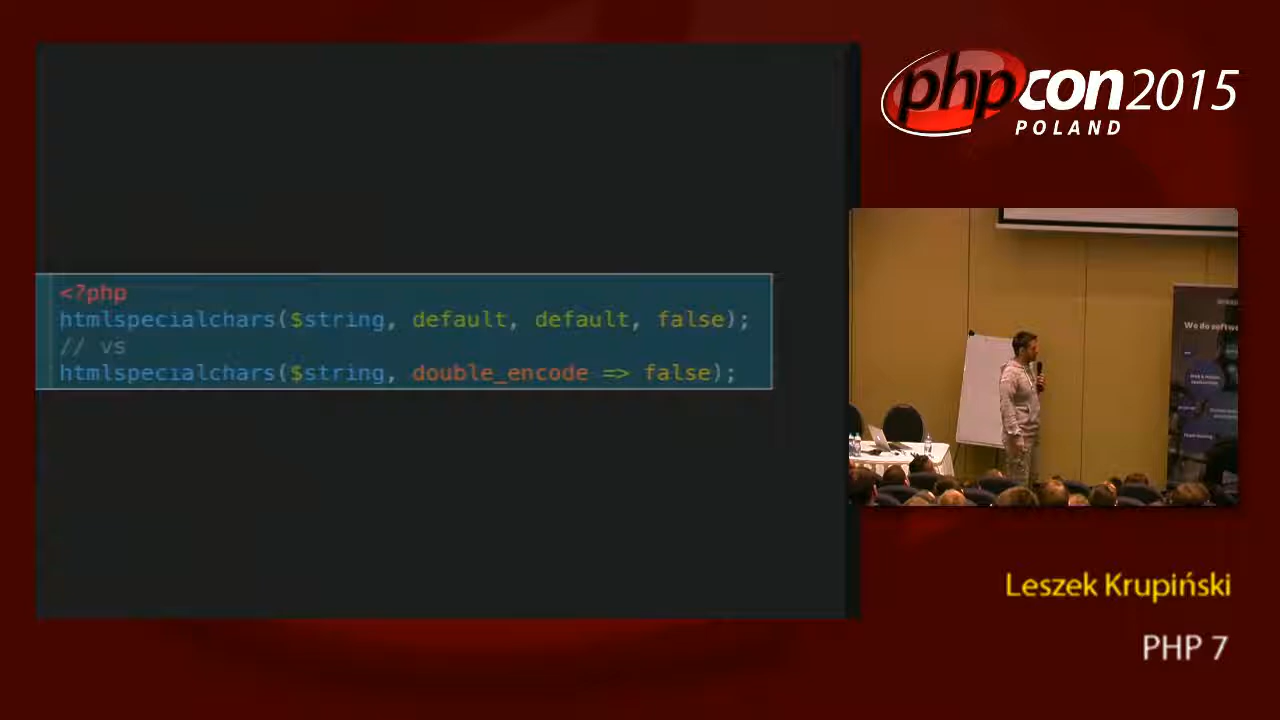 <?php
htmlspecialchars($string, default, default, false);
// vs
htmlspecialchars($string, double_encode => false);
phpcon2015
POLAND
We do softw
Leszek Krupiński
PHP 7